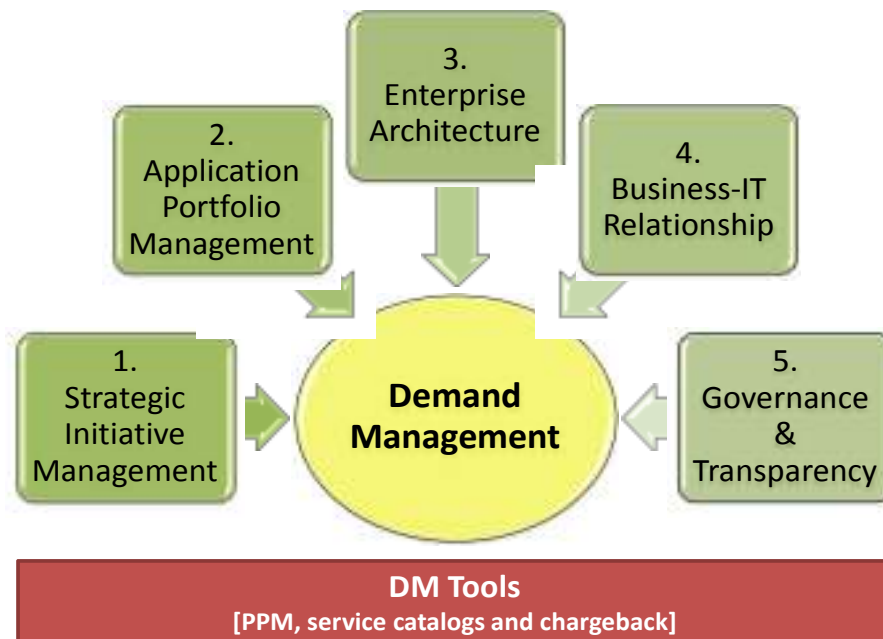 1.
Strategic
Initiative
Management
2.
Application
Portfolio
Management
3.
Enterprise
Architecture
4.
Business-IT
Relationship
5.
Governance
&
Transparency
Demand
Management
DM Tools
[PPM, service catalogs and chargeback]